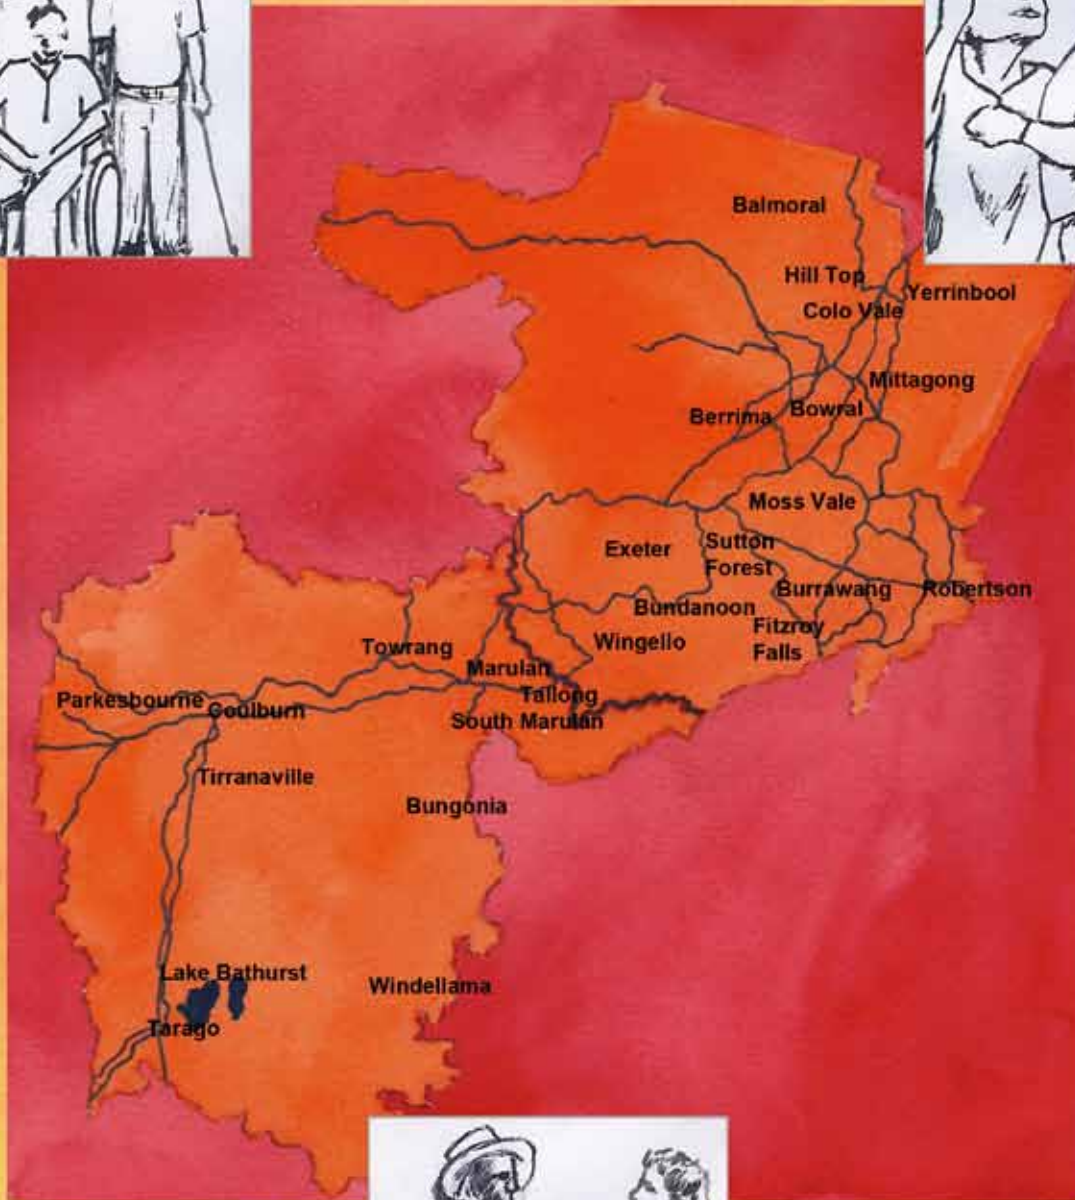 Balmoral
Hill Top
Yerrinbool
Colo Vale
Mittagong
Berrima
Bowral
Moss Vale
Exeter
Sutton
Forest
Burrawang
Robertson
Bundanoon
Fitzroy
Falls
Wingello
Towrang
Marulan
Tallong
South Marulan
Parkesbourne
Goulburn
Tirranaville
Bungonia
Lake Bathurst
Windellama
Tarago